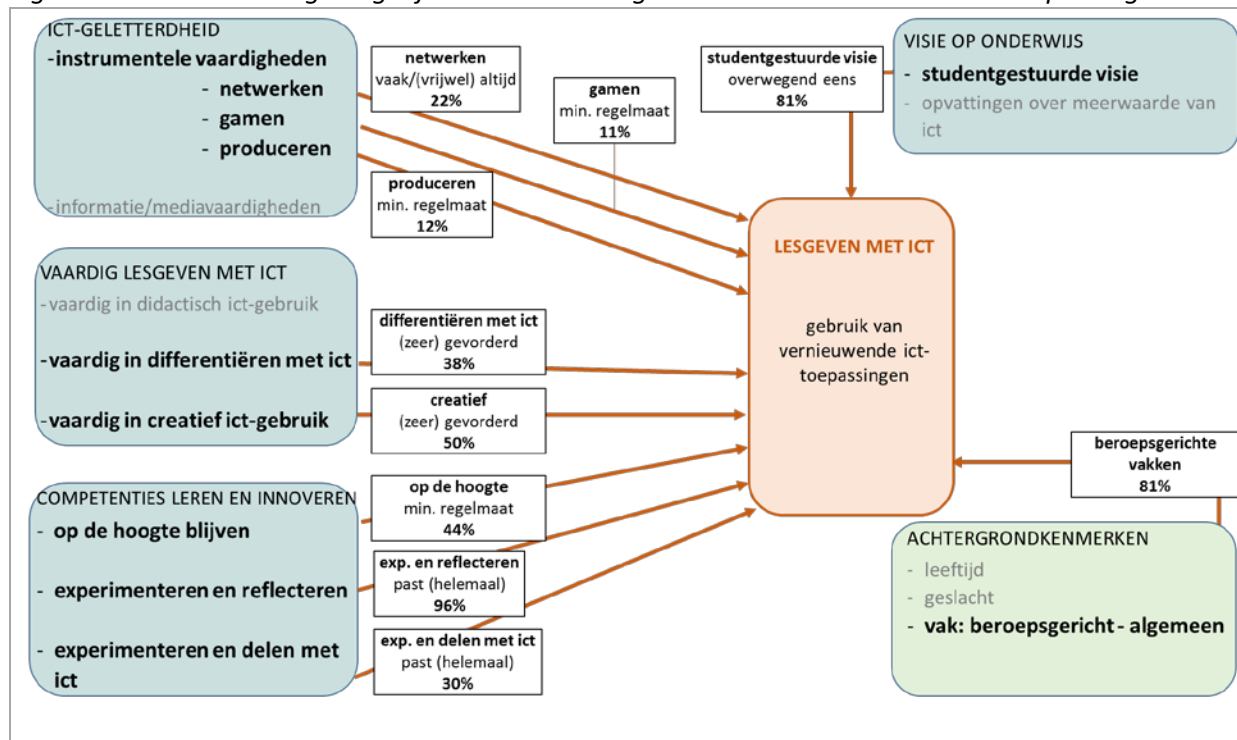 ICT-GELETTERDHEID
-instrumentele vaardigheden
- netwerken
- gamen
- produceren
-informatie/mediavaardigheden
netwerken
vaak/(vrijwel) altijd
22%
gamen
min. regelmaat
11%
produceren
min. regelmaat
12%
studentgestuurde visie
overwegend eens
81%
VISIE OP ONDERWIJS
- studentgestuurde visie
- opvattingen over meerwaarde van
ict
LESGEVEN MET ICT
gebruik van
vernieuwende ict-
toepassingen
VAARDIG LESGEVEN MET ICT
-vaardig in didactisch ict-gebruik
-vaardig in differentiëren met ict
-vaardig in creatief ict-gebruik
differentiëren met ict
(zeer) gevorderd
38%
creatief
(zeer) gevorderd
50%
COMPETENTIES LEREN EN INNOVEREN
- op de hoogte blijven
- experimenteren en reflecteren
- experimenteren en delen met
ict
op de hoogte
min. regelmaat
44%
exp. en reflecteren
past (helemaal)
96%
exp. en delen met ict
past (helemaal)
30%
beroepsgerichte
vakken
81%
ACHTERGRONDKENMERKEN
- leeftijd
- geslacht
- vak: beroepsgericht - algemeen